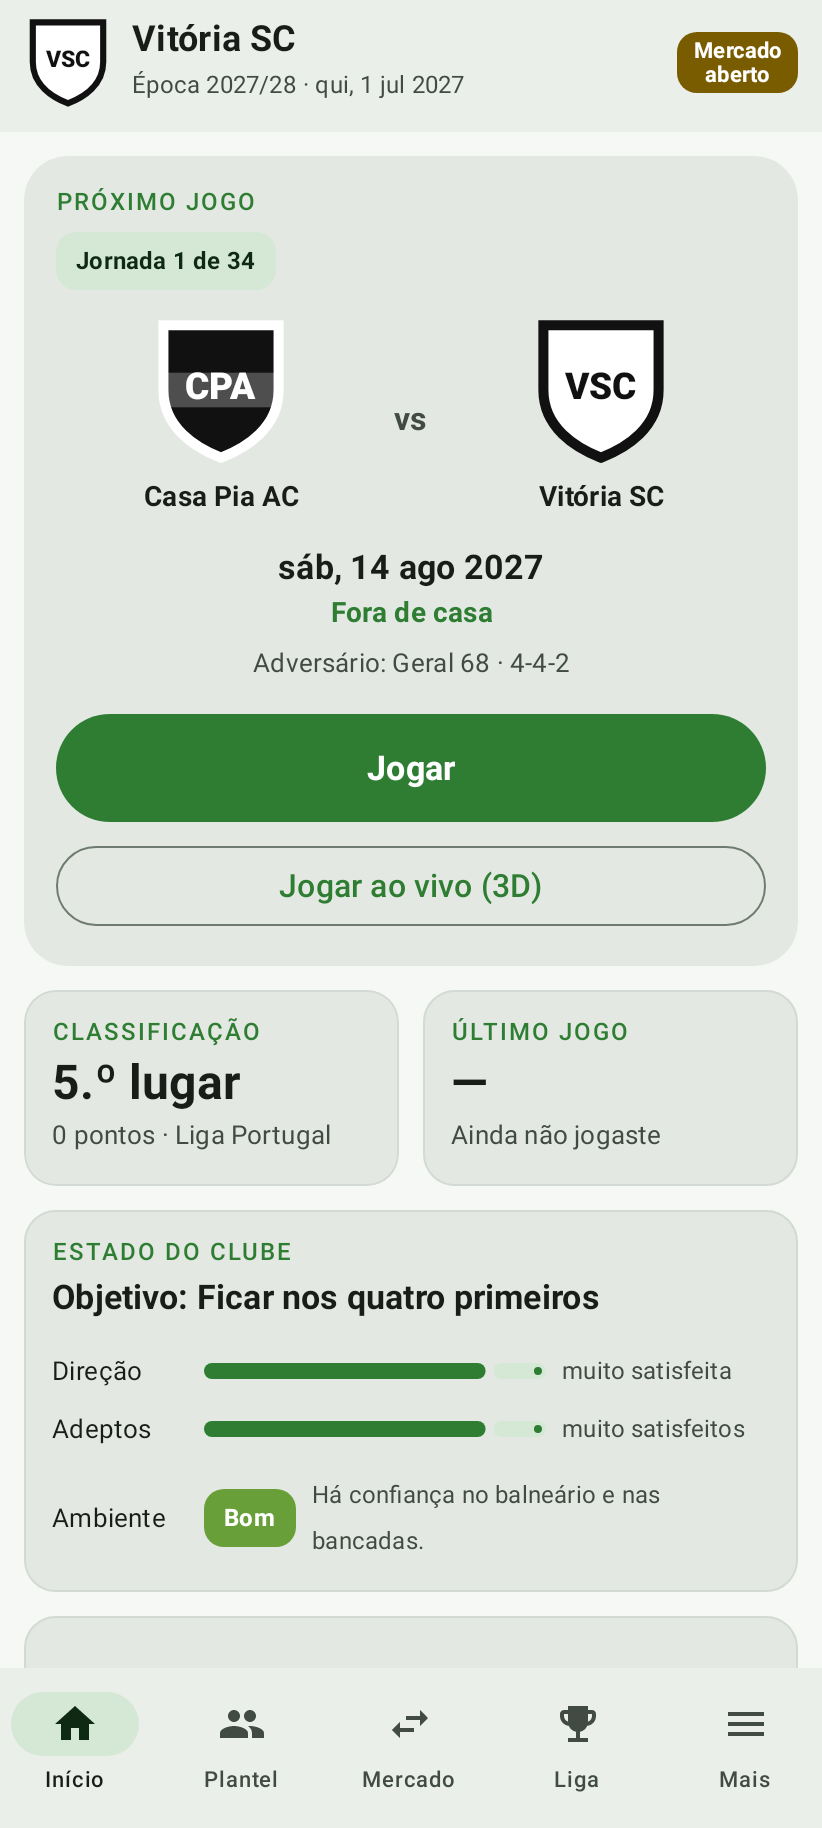 VSC
Vitória SC
Época 2027/28 · qui, 1 jul 2027
Mercado
aberto
PRÓXIMO JOGO
Jornada 1 de 34
CPA
vs
VSC
Casa Pia AC
Vitória SC
sáb, 14 ago 2027
Fora de casa
Adversário: Geral 68 · 4-4-2
Jogar
Jogar ao vivo (3D)
CLASSIFICAÇÃO
5.º lugar
0 pontos · Liga Portugal
ÚLTIMO JOGO
—
Ainda não jogaste
ESTADO DO CLUBE
Objetivo: Ficar nos quatro primeiros
Direção
muito satisfeita
Adeptos
muito satisfeitos
Ambiente
Bom
Há confiança no balneário e nas
bancadas.
Início
Plantel
Mercado
Liga
Mais